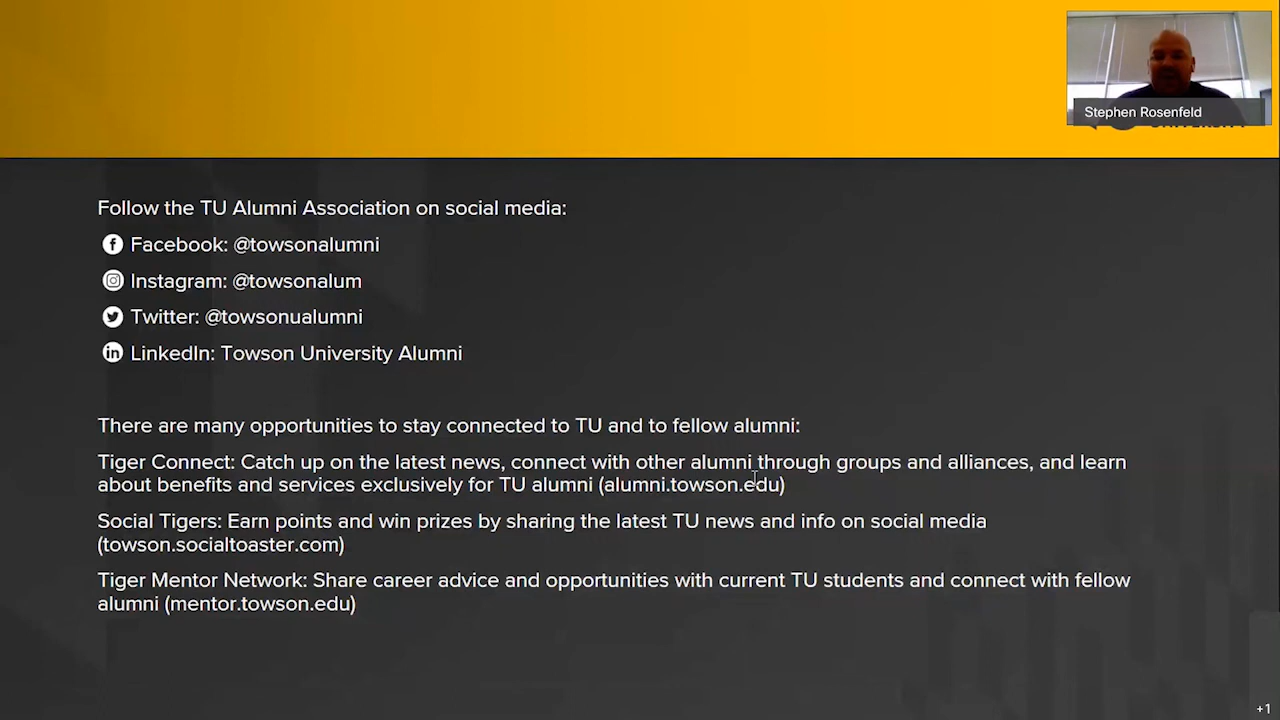 Stephen Rosenfeld
Follow the TU Alumni Association on social media:
Facebook: @towsonalumni
Instagram: @towsonalum
Twitter: @towsonualumni
LinkedIn: Towson University Alumni
There are many opportunities to stay connected to TU and to fellow alumni:
Tiger Connect: Catch up on the latest news, connect with other alumni through groups and alliances, and learn
about benefits and services exclusively for TU alumni (alumni.towson.edu)
Social Tigers: Earn points and win prizes by sharing the latest TU news and info on social media
(towson.socialtoaster.com)
Tiger Mentor Network: Share career advice and opportunities with current TU students and connect with fellow
alumni (mentor.towson.edu)
+1